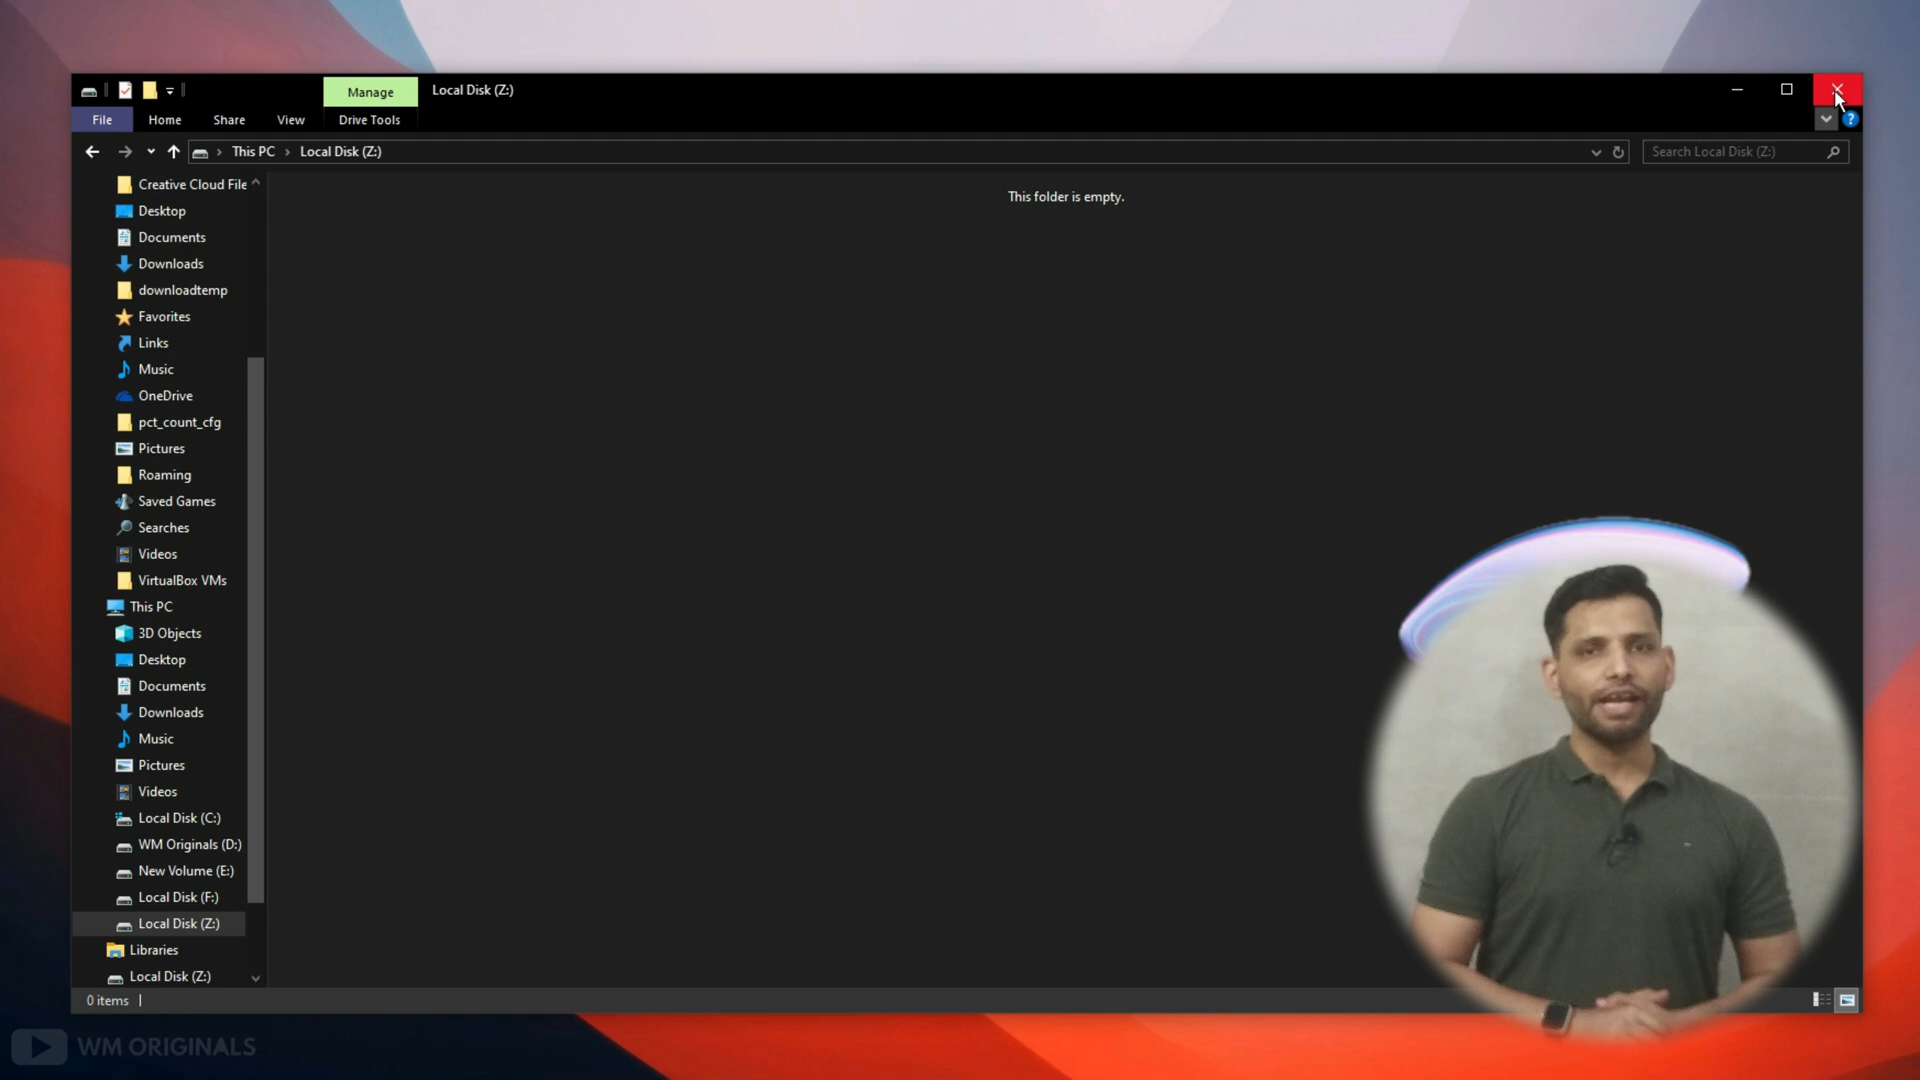 Manage
Local Disk (Z:)
File
Home
Share
View
Drive Tools
?
This PC
Local Disk (Z:)
Search Local Disk (Z:)
Creative Cloud File
This folder is empty.
Desktop
Documents
Downloads
downloadtemp
Favorites
Links
Music
OneDrive
pct_count_cfg
Pictures
Roaming
Saved Games
Searches
Videos
VirtualBox VMs
This PC
3D Objects
Desktop
Documents
Downloads
Music
Pictures
Videos
Local Disk (C:)
WM Originals (D:)
New Volume (E:)
Local Disk (F:)
Local Disk (Z:)
Libraries
Local Disk (Z:)
0 items
WM ORIGINALS